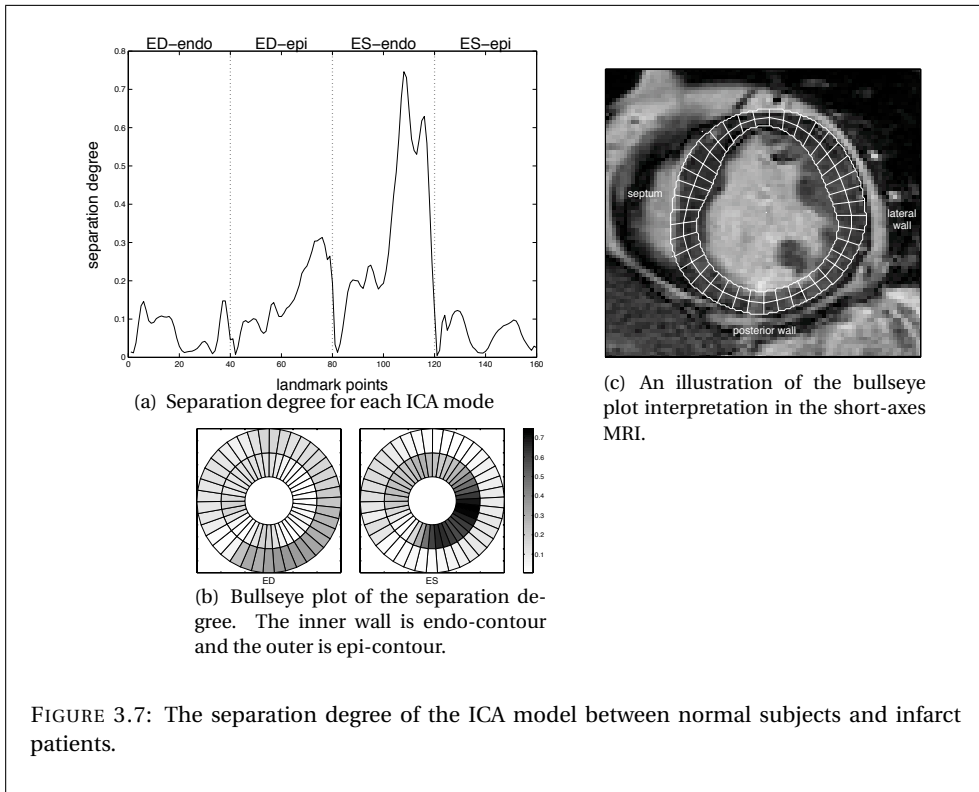 ED−endo ED−epi ES−endo ES−epi
0.8
0.7
0.6
0.5
0.4
0.3
0.2
0.1
0
separation degree
0 20 40 60 80 100 120 140 160
landmark points
(a) Separation degree for each ICA mode
septum
lateral
wall
posterior wall
(c) An illustration of the bullseye
plot interpretation in the short-axes
MRI.
0.7
0.6
0.5
0.4
0.3
0.2
0.1
ED
ES
(b) Bullseye plot of the separation de-
gree. The inner wall is endo-contour
and the outer is epi-contour.
FIGURE 3.7: The separation degree of the ICA model between normal subjects and infarct
patients.